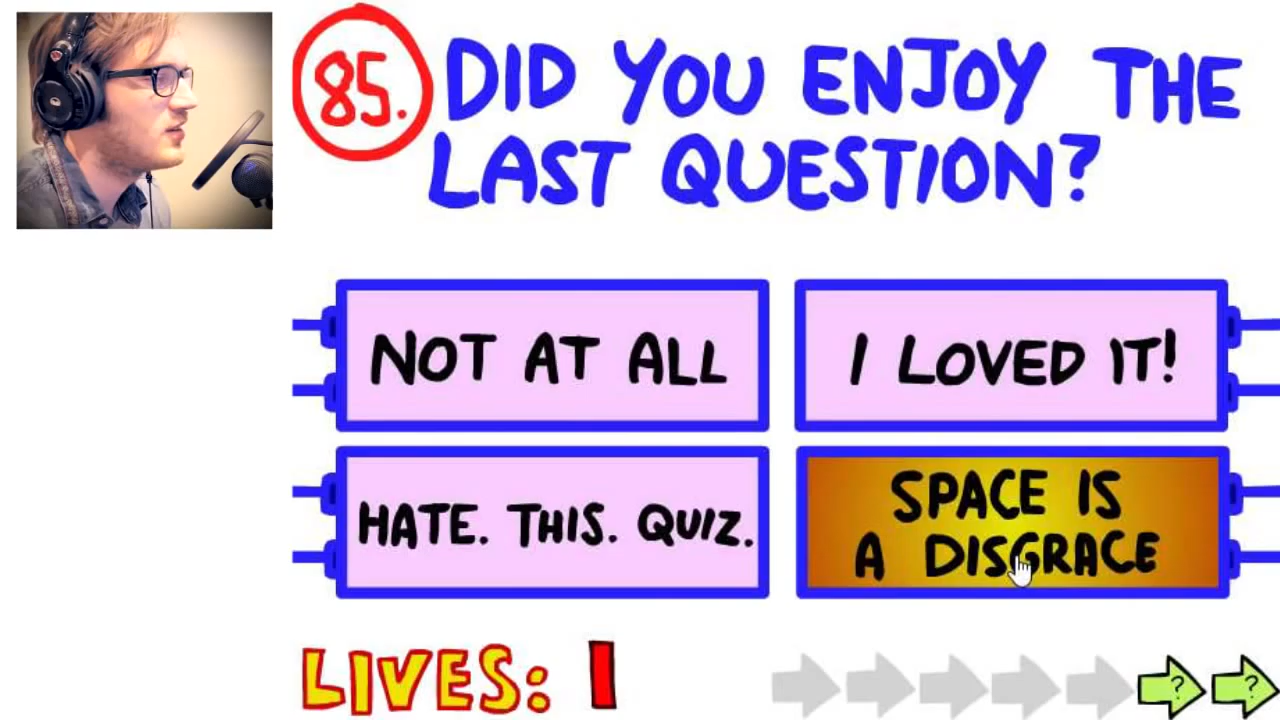 85. DID YOU ENJOY THE
LAST QUESTION?
NOT AT ALL
I LOVED IT!
HATE. THIS. QUIZ.
SPACE IS
A DISGRACE
LIVES: 1
? ?